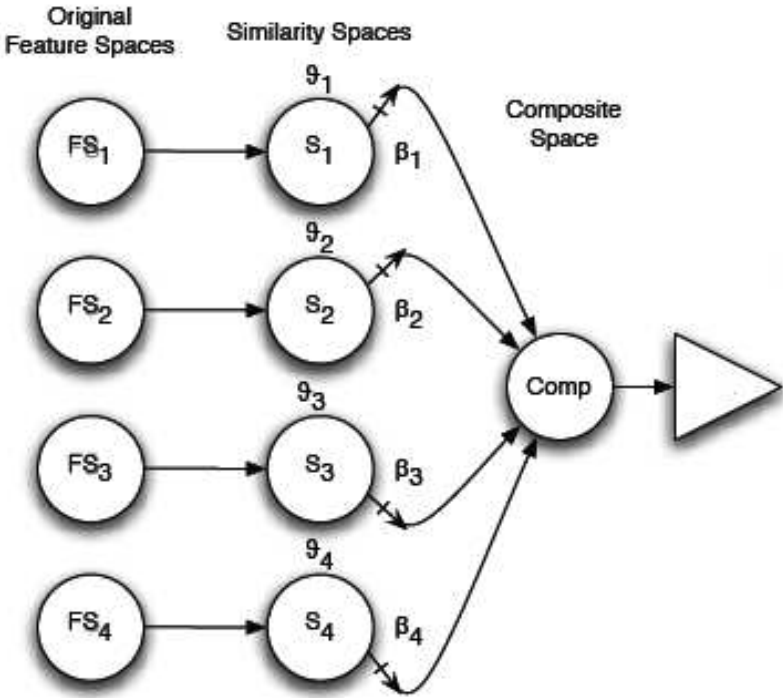 Original
Feature Spaces
Similarity Spaces
Composite
Space
ϑ1
FS1
S1
β1
ϑ2
FS2
S2
β2
Comp
ϑ3
FS3
S3
β3
ϑ4
FS4
S4
β4